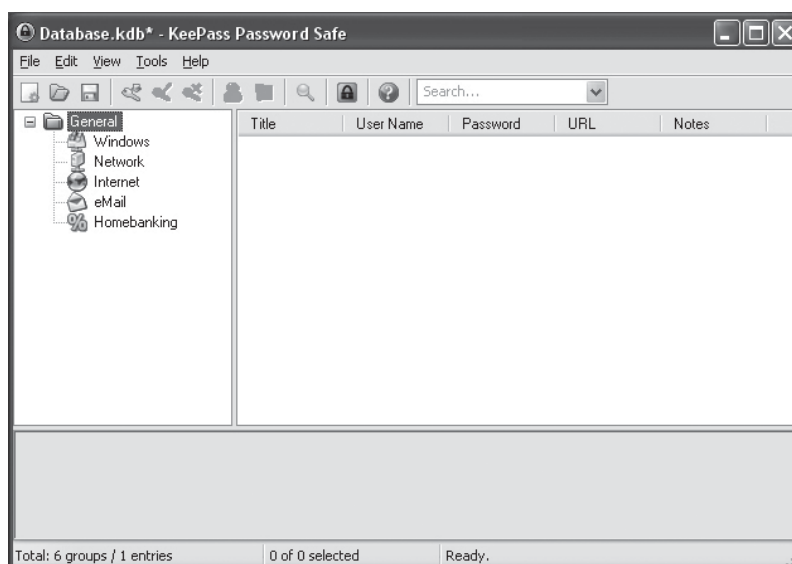 Database.kdb* - KeePass Password Safe
File Edit View Tools Help
Search...
General
Windows
Network
Internet
eMail
Homebanking
Title User Name Password URL Notes
Total: 6 groups / 1 entries 0 of 0 selected Ready.